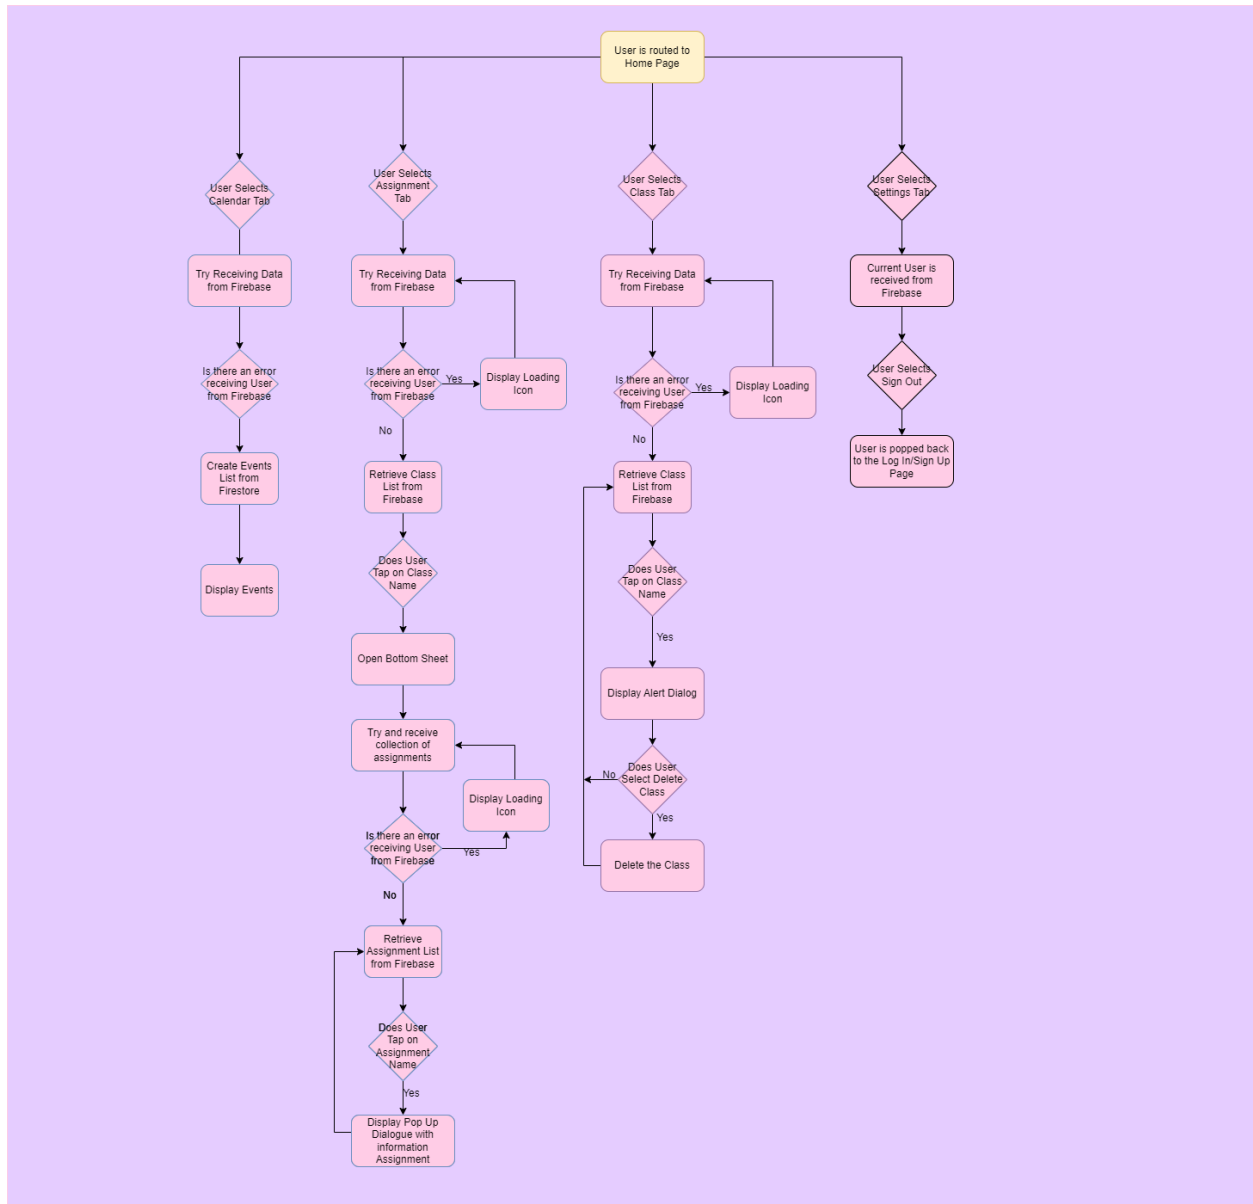 User is routed to
Home Page
User Selects
Calendar Tab
User Selects
Assignment
Tab
User Selects
Class Tab
User Selects
Settings Tab
Try Receiving Data
from Firebase
Try Receiving Data
from Firebase
Try Receiving Data
from Firebase
Current User is
received from
Firebase
Is there an error
receiving User
from Firebase
Is there an error
receiving User
from Firebase
Yes
Display Loading
Icon
Is there an error
receiving User
from Firebase
Yes
Display Loading
Icon
User Selects
Sign Out
No
No
Create Events
List from
Firestore
Retrieve Class
List from
Firebase
Retrieve Class
List from
Firebase
User is popped back
to the Log In/Sign Up
Page
Display Events
Does User
Tap on Class
Name
Does User
Tap on Class
Name
Yes
Open Bottom Sheet
Display Alert Dialog
Try and receive
collection of
assignments
Display Loading
Icon
No
Does User
Select Delete
Class
Yes
Is there an error
receiving User
from Firebase
Yes
Delete the Class
No
Retrieve
Assignment List
from Firebase
Does User
Tap on
Assignment
Name
Yes
Display Pop Up
Dialogue with
information
Assignment